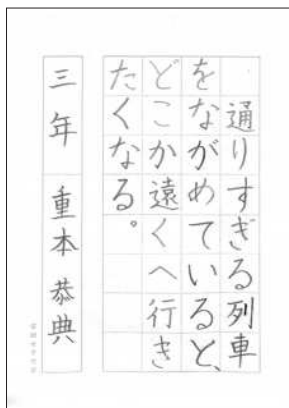 通りすぎる列車
をながめていると、
どこか遠くへ行き
たくなる。
三年 重本恭典